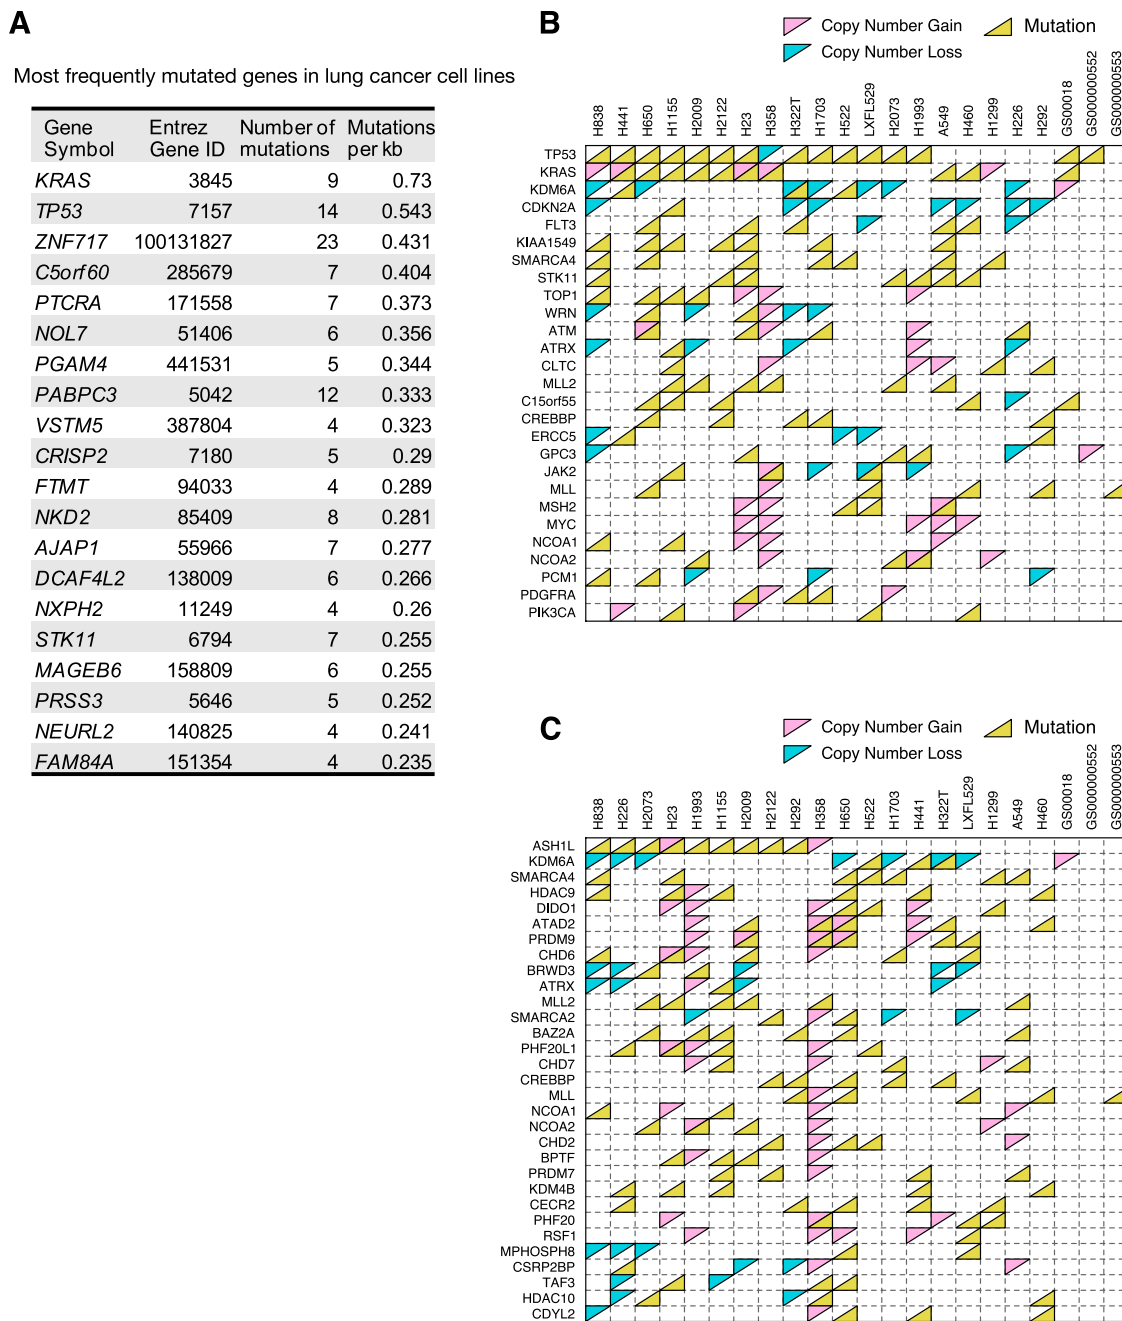 A
Most frequently mutated genes in lung cancer cell lines
Gene Symbol Entrez Gene ID Number of mutations Mutations per kb
KRAS 3845 9 0.73
TP53 7157 14 0.543
ZNF717 100131827 23 0.431
C5orf60 285679 7 0.404
PTCRA 171558 7 0.373
NOL7 51406 6 0.356
PGAM4 441531 5 0.344
PABPC3 5042 12 0.333
VSTM5 387804 4 0.323
CRISP2 7180 5 0.29
FTMT 94033 4 0.289
NKD2 85409 8 0.281
AJAP1 55966 7 0.277
DCAF4L2 138009 6 0.266
NXPH2 11249 4 0.26
STK11 6794 7 0.255
MAGEB6 158809 6 0.255
PRSS3 5646 5 0.252
NEURL2 140825 4 0.241
FAM84A 151354 4 0.235
B
Copy Number Gain Mutation
Copy Number Loss
H838 H441 H650 H1155 H2009 H2122 H23 H358 H322T H1703 H522 LXFL529 H2073 H1993 A549 H460 H1299 H226 H292 GS00018 GS000000552 GS000000553
TP53
KRAS
KDM6A
CDKN2A
FLT3
KIAA1549
SMARCA4
STK11
TOP1
WRN
ATM
ATRX
CLTC
MLL2
C15orf55
CREBBP
ERCC5
GPC3
JAK2
MLL
MSH2
MYC
NCOA1
NCOA2
PCM1
PDGFRA
PIK3CA
C
Copy Number Gain Mutation
Copy Number Loss
H838 H226 H2073 H23 H1993 H1155 H2009 H2122 H292 H358 H650 H522 H1703 H441 H322T LXFL529 H1299 A549 H460 GS00018 GS000000552 GS000000553
ASH1L
KDM6A
SMARCA4
HDAC9
DIDO1
ATAD2
PRDM9
CHD6
BRWD3
ATRX
MLL2
SMARCA2
BAZ2A
PHF20L1
CHD7
CREBBP
MLL
NCOA1
NCOA2
CHD2
BPTF
PRDM7
KDM4B
CECR2
PHF20
RSF1
MPHOSPH8
CSRP2BP
TAF3
HDAC10
CDYL2